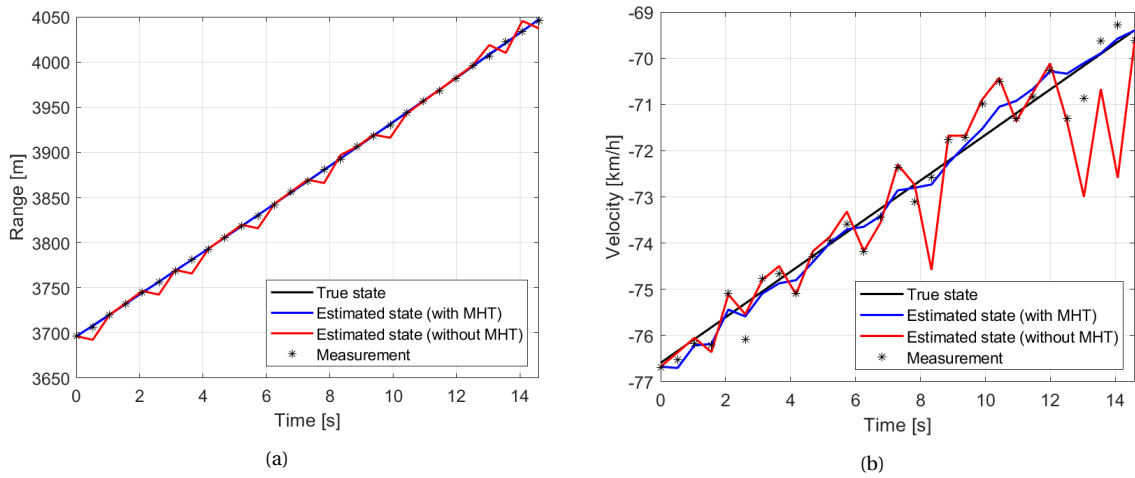 4050
4000
3950
3900
3850
3800
3750
3700
3650
Range [m]
True state
Estimated state (with MHT)
Estimated state (without MHT)
Measurement
0 2 4 6 8 10 12 14
Time [s]
(a)
-69
-70
-71
-72
-73
-74
-75
-76
-77
Velocity [km/h]
True state
Estimated state (with MHT)
Estimated state (without MHT)
Measurement
0 2 4 6 8 10 12 14
Time [s]
(b)